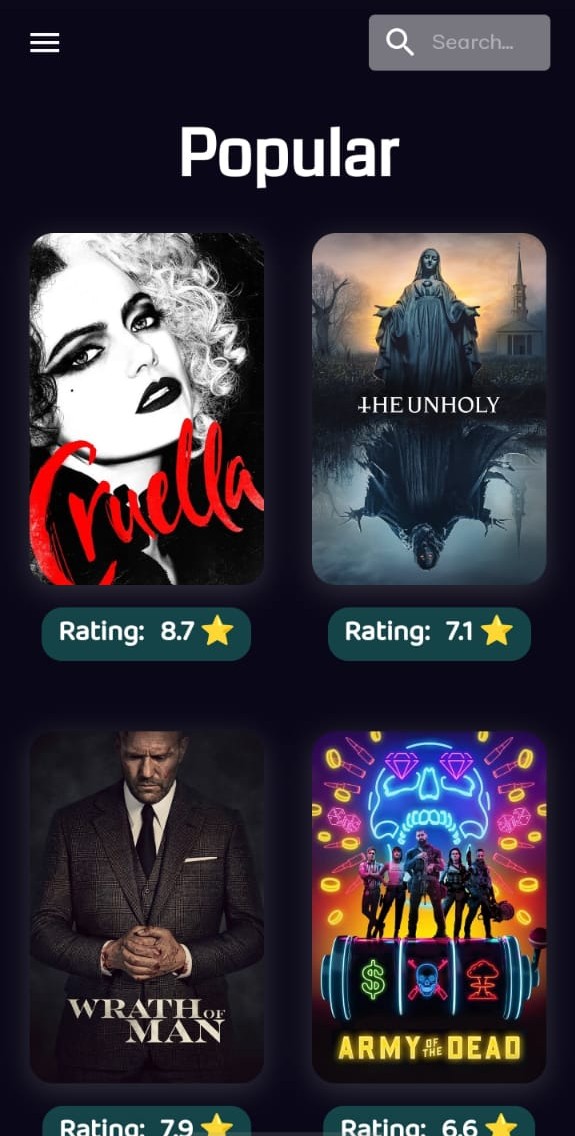 Search...
Popular
Cruella
THE UNHOLY
Rating: 8.7 ⭐
Rating: 7.1 ⭐
WRATH OF
MAN
ARMY OF THE DEAD
Rating: 7.9 ⭐
Rating: 6.6 ⭐